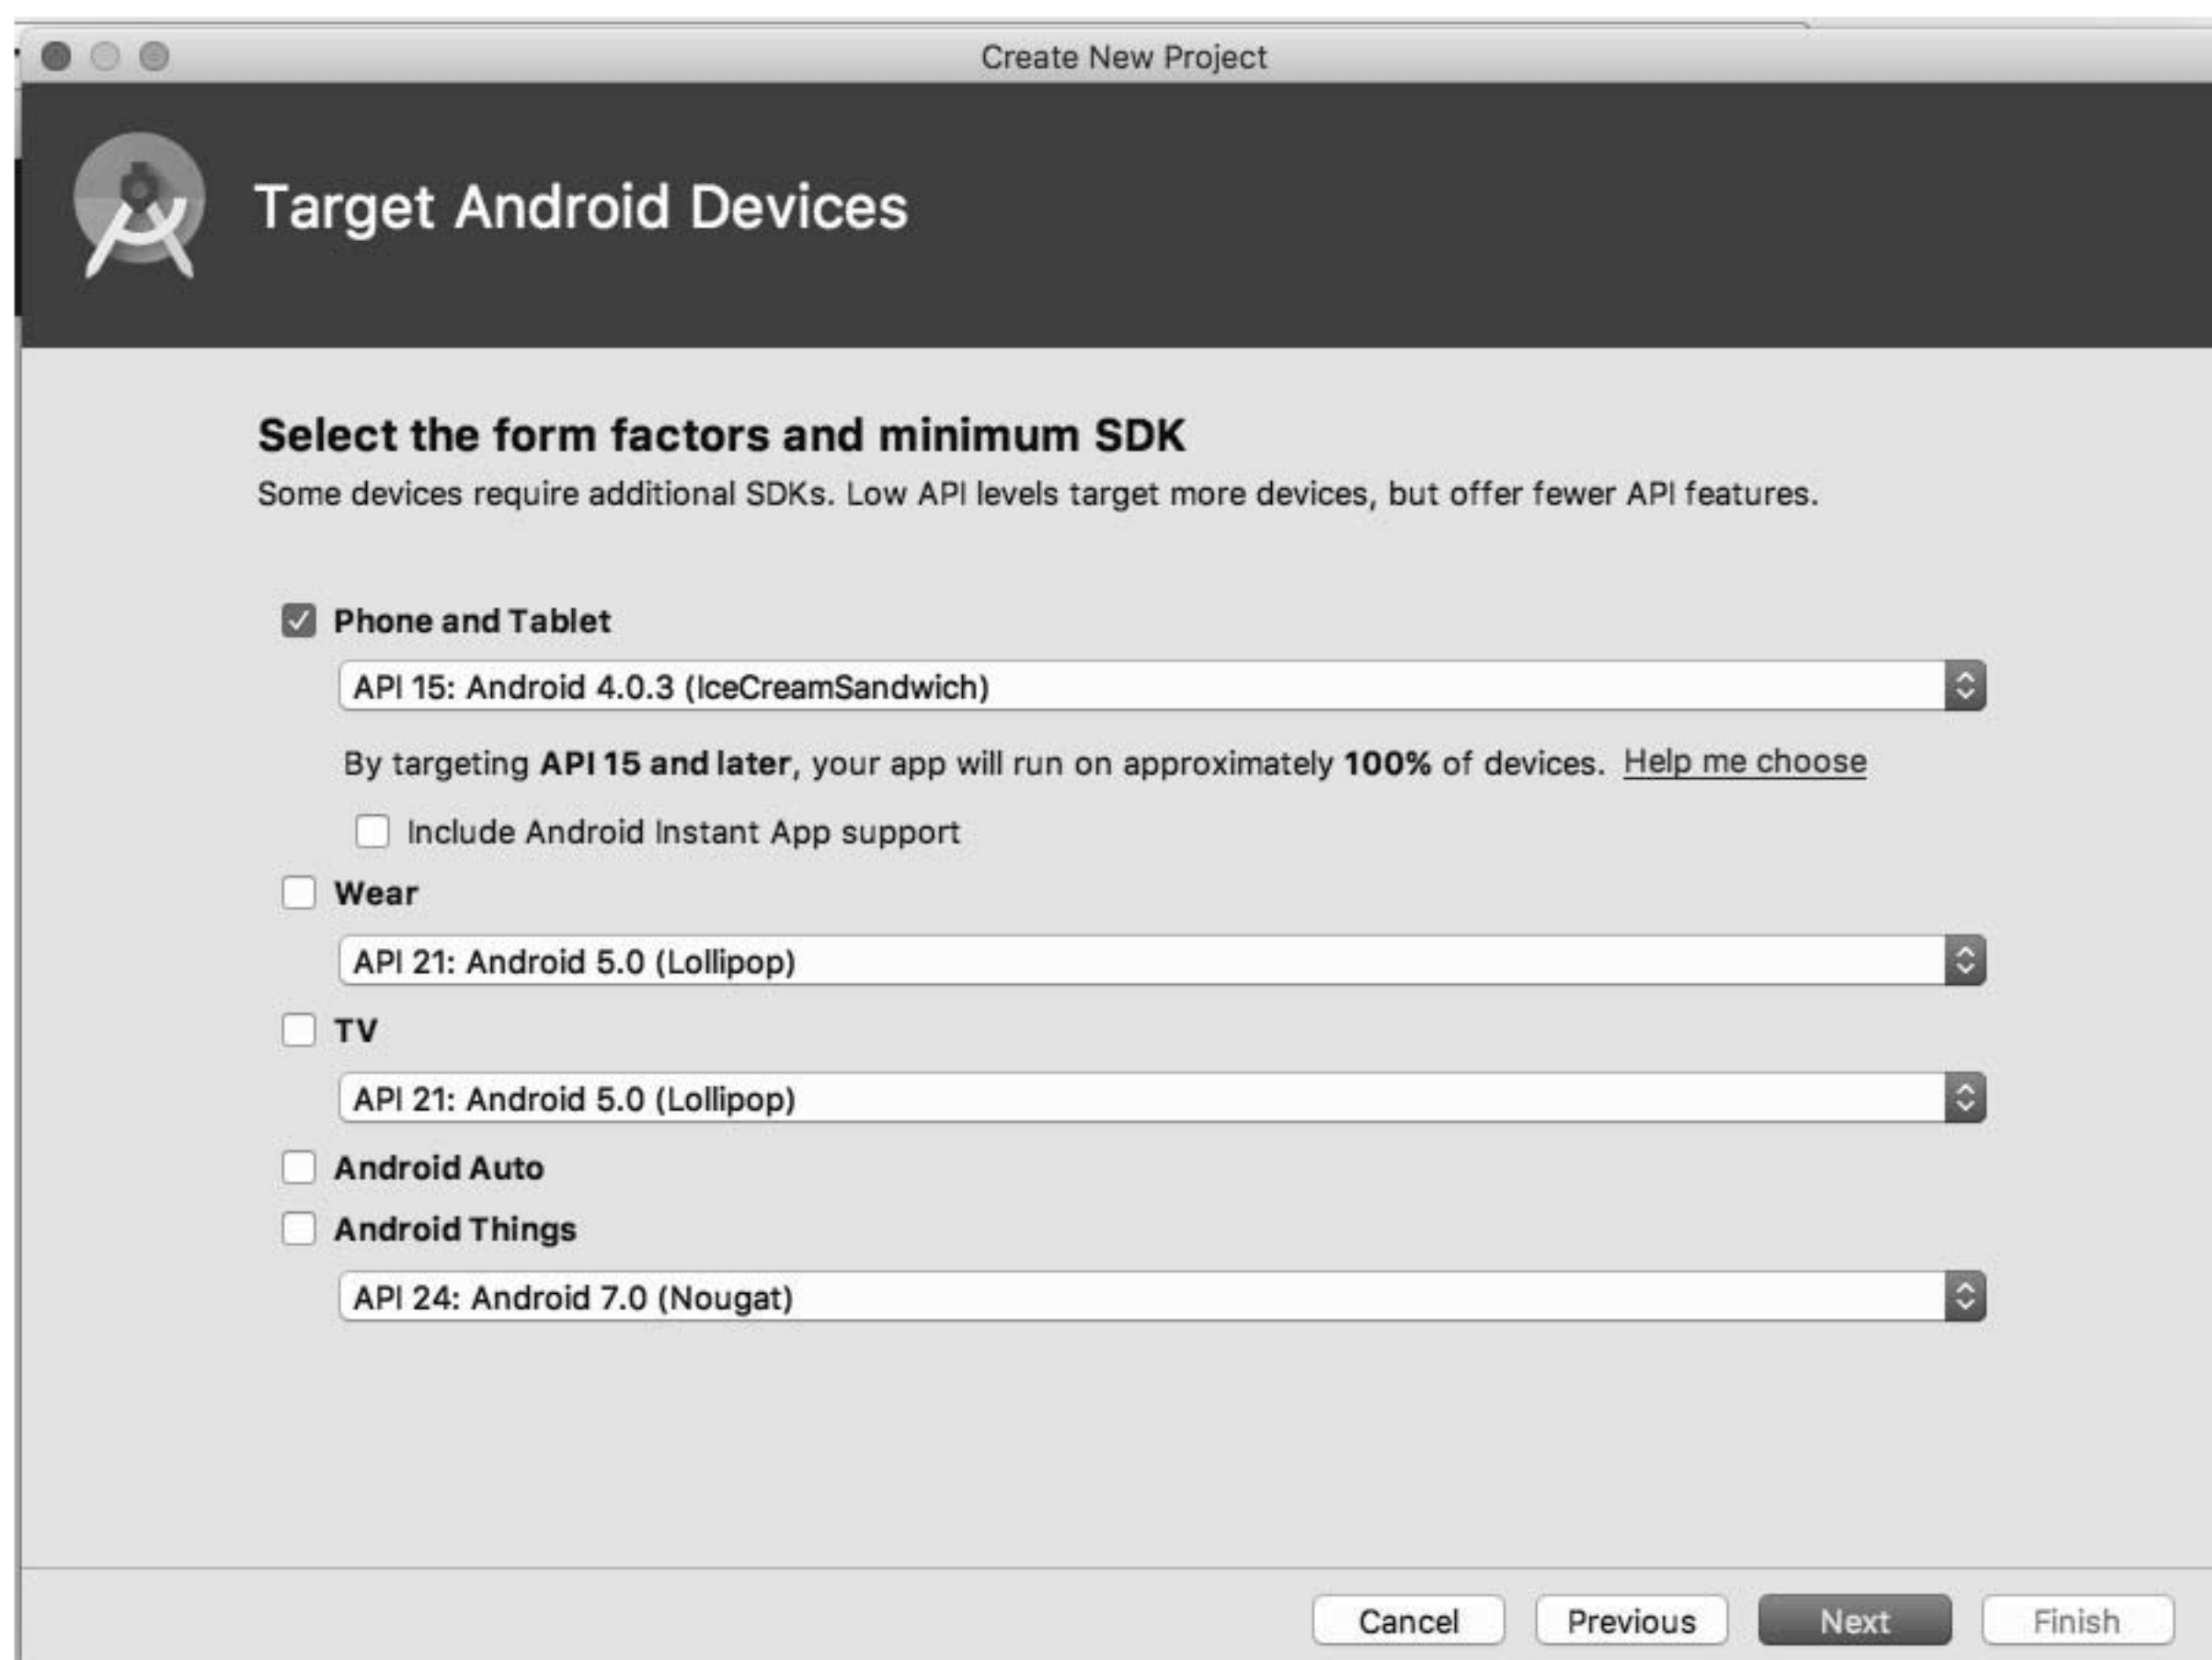 Create New Project
Target Android Devices
Select the form factors and minimum SDK
Some devices require additional SDKs. Low API levels target more devices, but offer fewer API features.
Phone and Tablet
API 15: Android 4.0.3 (IceCreamSandwich)
By targeting API 15 and later, your app will run on approximately 100% of devices. Help me choose
Include Android Instant App support
Wear
API 21: Android 5.0 (Lollipop)
TV
API 21: Android 5.0 (Lollipop)
Android Auto
Android Things
API 24: Android 7.0 (Nougat)
Cancel Previous Next Finish